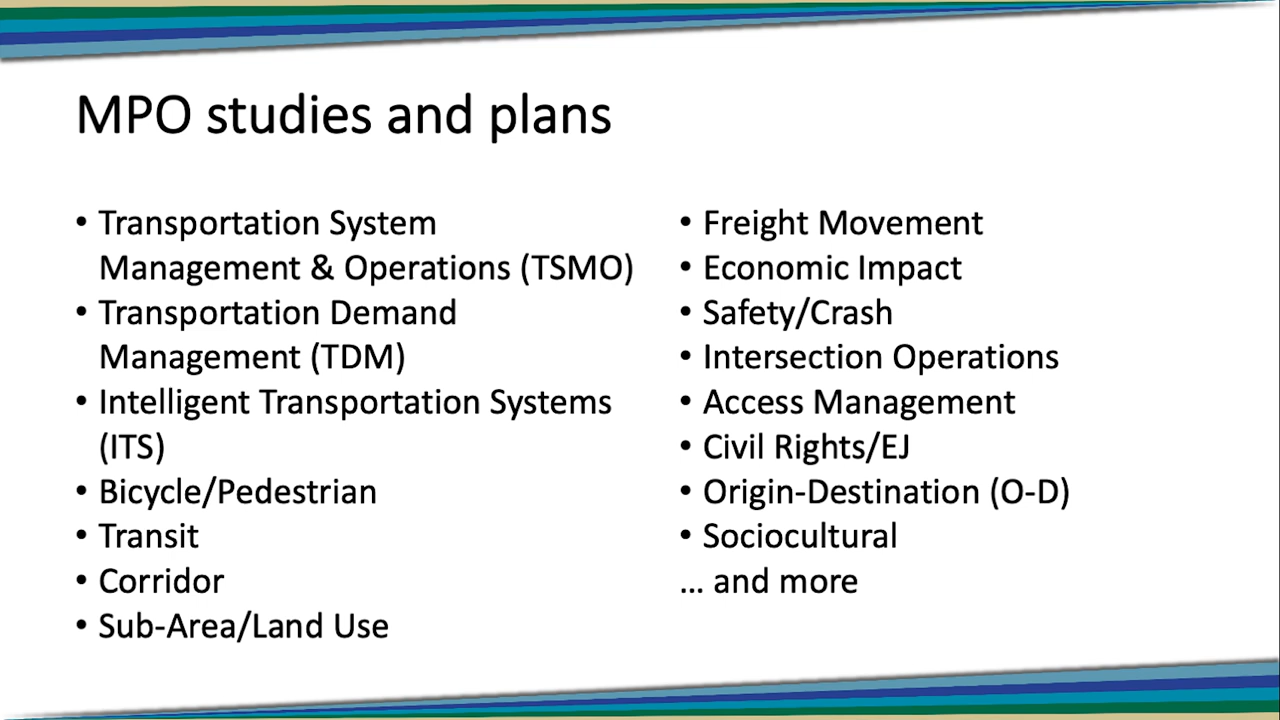 MPO studies and plans
• Transportation System
Management & Operations (TSMO)
• Transportation Demand
Management (TDM)
• Intelligent Transportation Systems
(ITS)
• Bicycle/Pedestrian
• Transit
• Corridor
• Sub-Area/Land Use
• Freight Movement
• Economic Impact
• Safety/Crash
• Intersection Operations
• Access Management
• Civil Rights/EJ
• Origin-Destination (O-D)
• Sociocultural
... and more